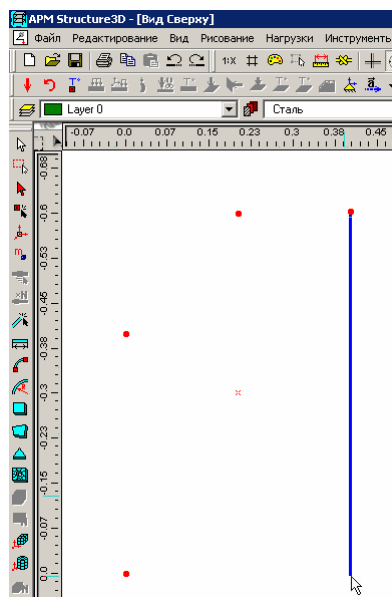 APM Structure3D - [Вид Сверху]
Файл Редактирование Вид Рисование Нагрузки Инструменты
1:X
Layer 0 Сталь
-0.07 0.0 0.07 0.15 0.23 0.3 0.38 0.45
-0.68
-0.6
-0.53
-0.45
-0.38
-0.3
-0.23
-0.15
-0.07
0.0